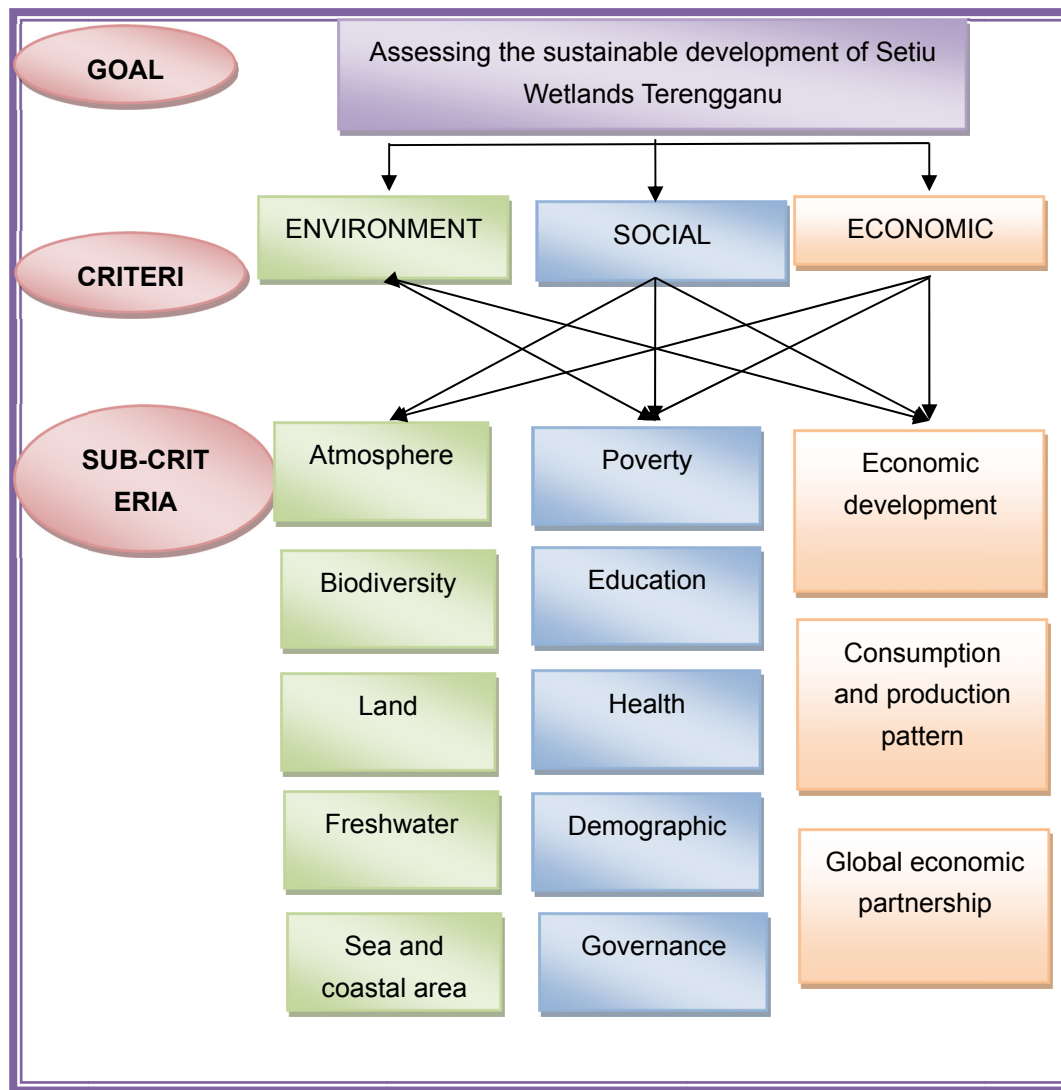 GOAL
Assessing the sustainable development of Setiu
Wetlands Terengganu
CRITERI
ENVIRONMENT
SOCIAL
ECONOMIC
SUB-CRIT
ERIA
Atmosphere
Poverty
Economic
development
Biodiversity
Education
Consumption
and production
pattern
Land
Health
Freshwater
Demographic
Global economic
partnership
Sea and
coastal area
Governance